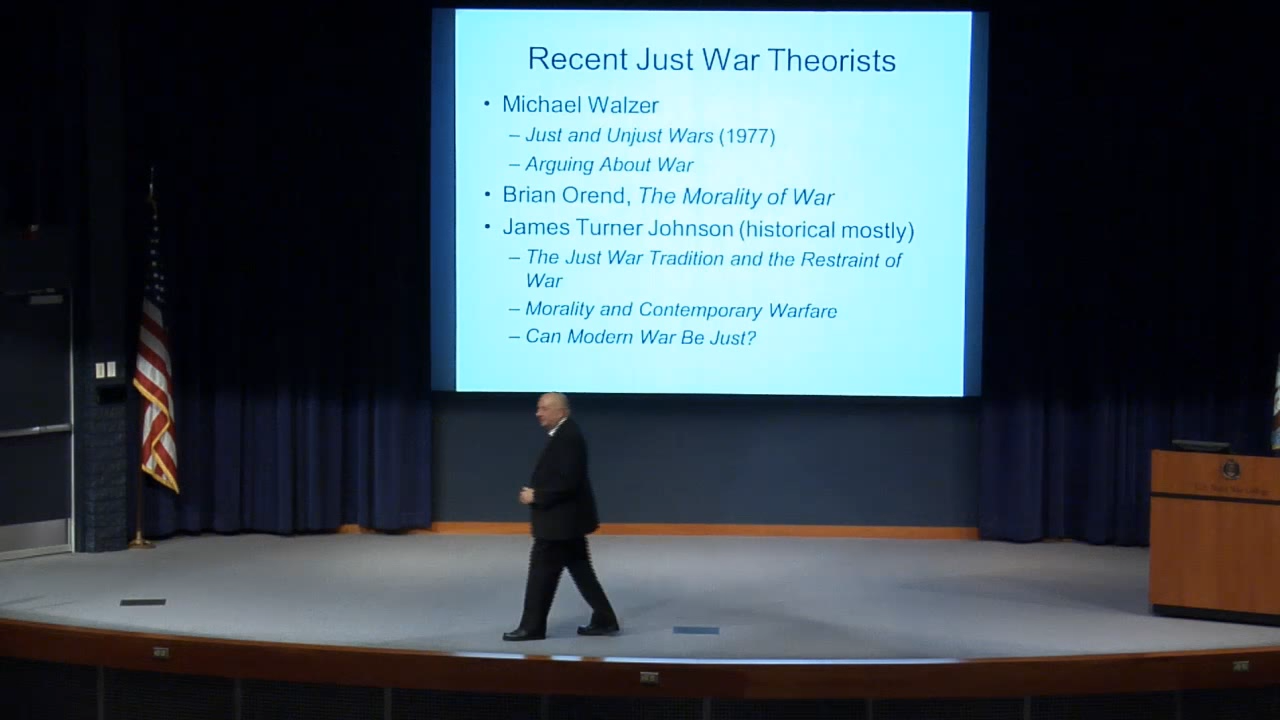 Recent Just War Theorists
• Michael Walzer
– Just and Unjust Wars (1977)
– Arguing About War
• Brian Orend, The Morality of War
• James Turner Johnson (historical mostly)
– The Just War Tradition and the Restraint of
War
– Morality and Contemporary Warfare
– Can Modern War Be Just?